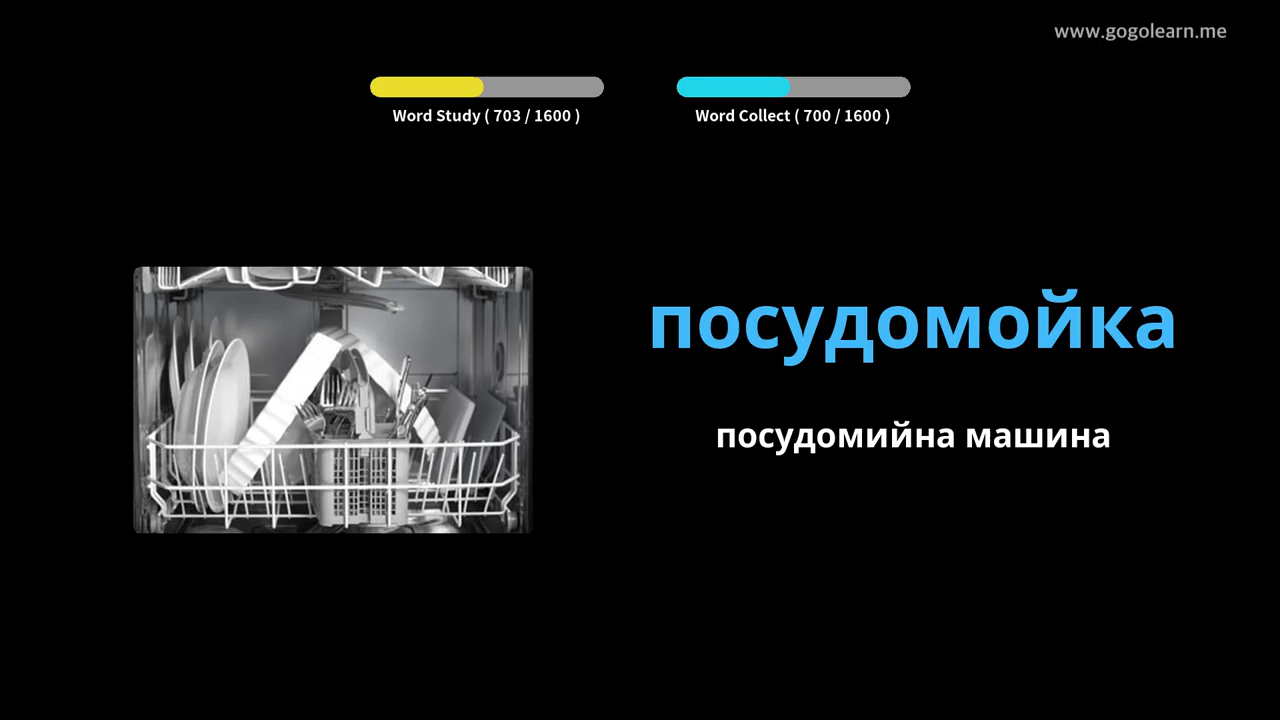 www.gogolearn.me
Word Study ( 703 / 1600 )
Word Collect ( 700 / 1600 )
посудомойка
посудомийна машина